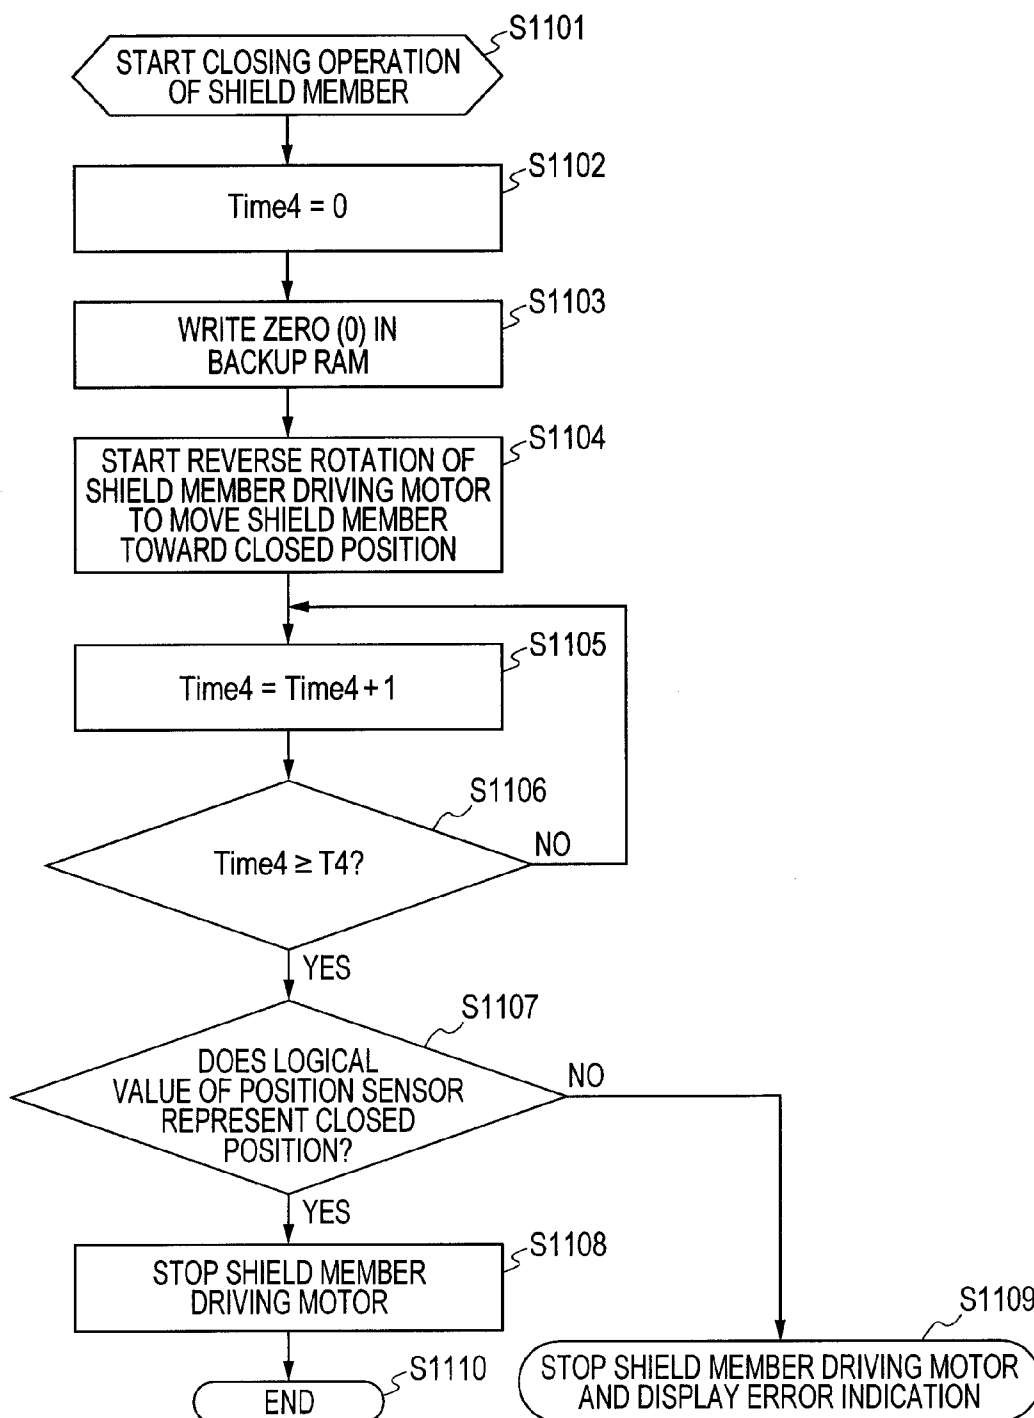 S1101
START CLOSING OPERATION
OF SHIELD MEMBER
S1102
Time4 = 0
S1103
WRITE ZERO (0) IN
BACKUP RAM
S1104
START REVERSE ROTATION OF
SHIELD MEMBER DRIVING MOTOR
TO MOVE SHIELD MEMBER
TOWARD CLOSED POSITION
S1105
Time4 = Time4 + 1
S1106
Time4 ≥ T4?
NO
YES
S1107
DOES LOGICAL
VALUE OF POSITION SENSOR
REPRESENT CLOSED
POSITION?
NO
YES
S1108
STOP SHIELD MEMBER
DRIVING MOTOR
S1109
STOP SHIELD MEMBER DRIVING MOTOR
AND DISPLAY ERROR INDICATION
S1110
END